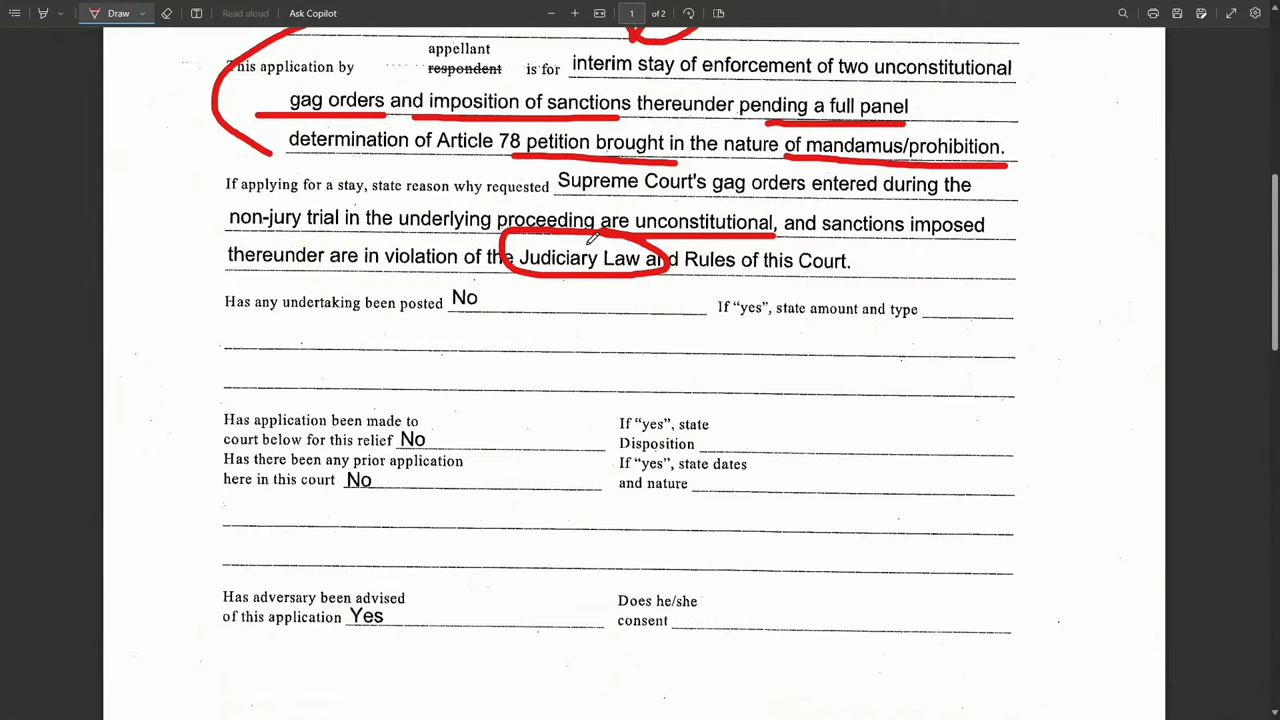 Draw
Read aloud
Ask Copilot
1
of 2
appellant
This application by respondent is for interim stay of enforcement of two unconstitutional
gag orders and imposition of sanctions thereunder pending a full panel
determination of Article 78 petition brought in the nature of mandamus/prohibition.
If applying for a stay, state reason why requested Supreme Court's gag orders entered during the
non-jury trial in the underlying proceeding are unconstitutional, and sanctions imposed
thereunder are in violation of the Judiciary Law and Rules of this Court.
Has any undertaking been posted No If “yes”, state amount and type
Has application been made to
court below for this relief No
If “yes”, state
Disposition
Has there been any prior application
here in this court No
If “yes”, state dates
and nature
Has adversary been advised
of this application Yes
Does he/she
consent